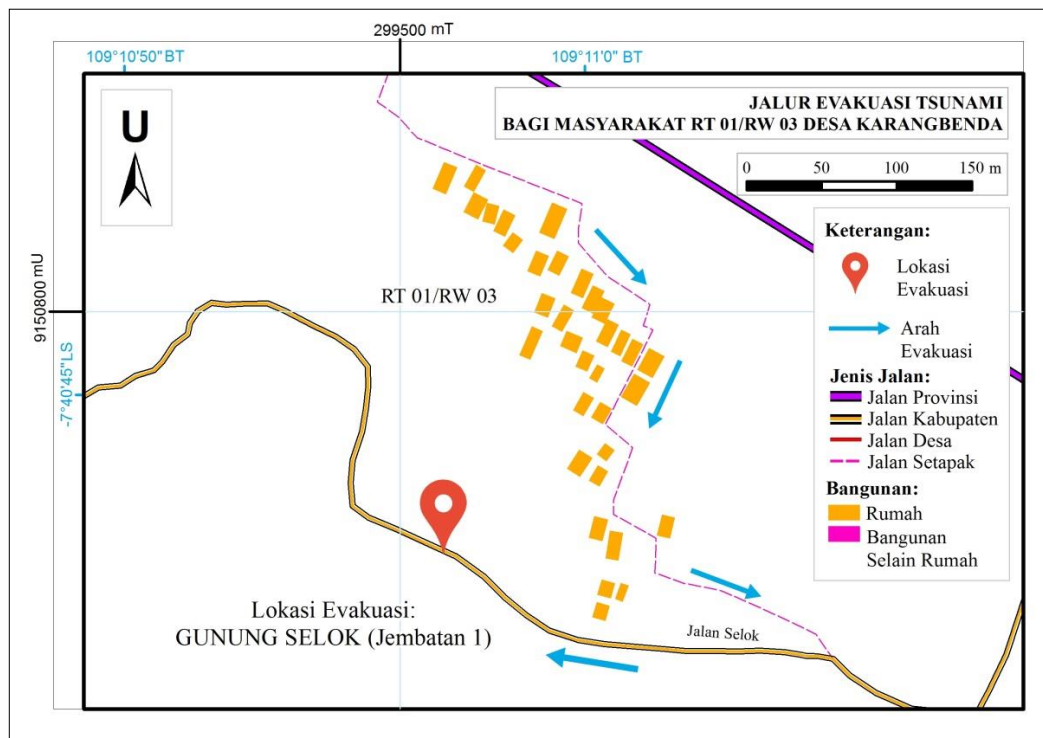 299500 mT
109°10'50" BT
109°11'0" BT
U
JALUR EVAKUASI TSUNAMI
BAGI MASYARAKAT RT 01/RW 03 DESA KARANGBENDA
0 50 100 150 m
Keterangan:
Lokasi
Evakuasi
Arah
Evakuasi
Jenis Jalan:
Jalan Provinsi
Jalan Kabupaten
Jalan Desa
Jalan Setapak
Bangunan:
Rumah
Bangunan
Selain Rumah
9150800 mU
-7°40'45"LS
RT 01/RW 03
Lokasi Evakuasi:
GUNUNG SELOK (Jembatan 1)
Jalan Selok